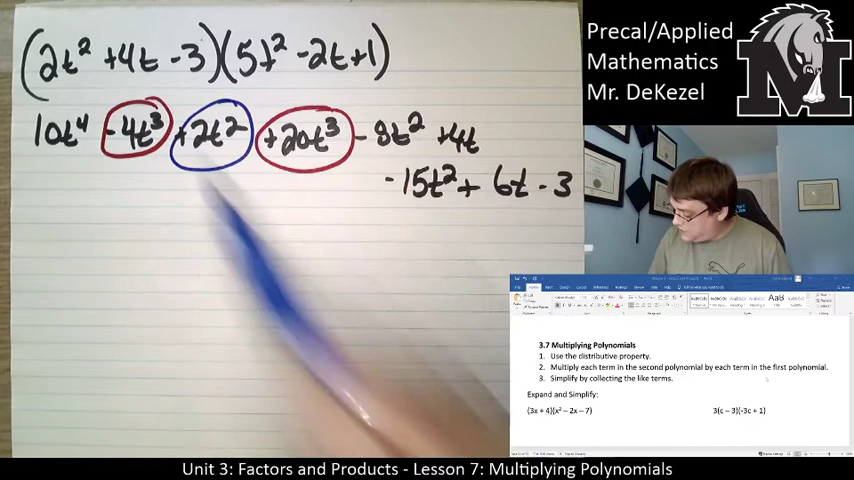 (2t² +4t -3)(5t² -2t+1)
10t⁴ -4t³ +2t² +20t³ -8t² +4t
-15t² + 6t -3
Precal/Applied
Mathematics
Mr. DeKezel
M
3.7 Multiplying Polynomials
1. Use the distributive property.
2. Multiply each term in the second polynomial by each term in the first polynomial.
3. Simplify by collecting the like terms.
Expand and Simplify:
(3x + 4)(x² – 2x – 7) 3(c – 3)(-3c + 1)
Unit 3: Factors and Products - Lesson 7: Multiplying Polynomials